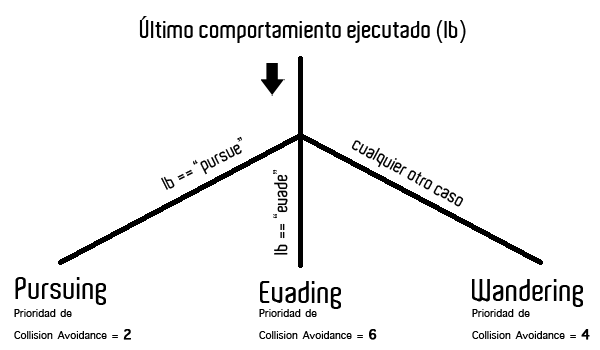 Último comportamiento ejecutado (lb)
lb == "pursue"
lb == "evade"
cualquier otro caso
Pursuing
Prioridad de
Collision Avoidance = 2
Evading
Prioridad de
Collision Avoidance = 6
Wandering
Prioridad de
Collision Avoidance = 4